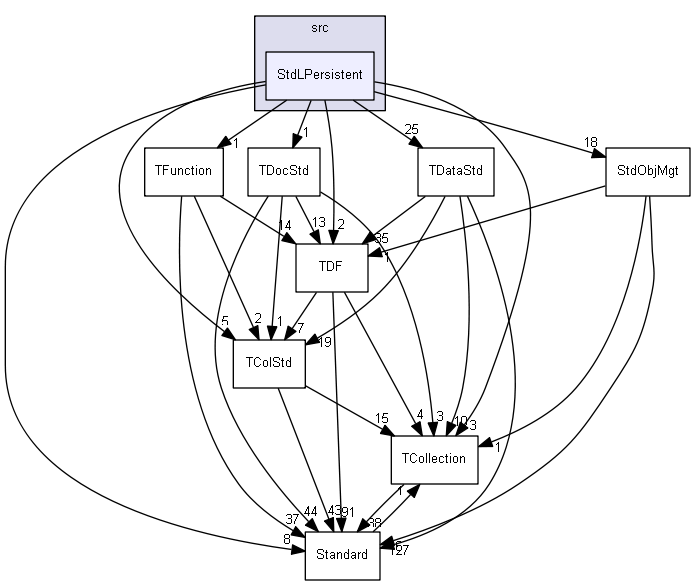 src
StdLPersistent
25
1
1
18
TFunction
TDocStd
TDataStd
StdObjMgt
14
13
2
35
1
TDF
5
2
1
7
19
TColStd
15
4
3
10
3
1
TCollection
1
37
44
43
91
38
8
127
Standard